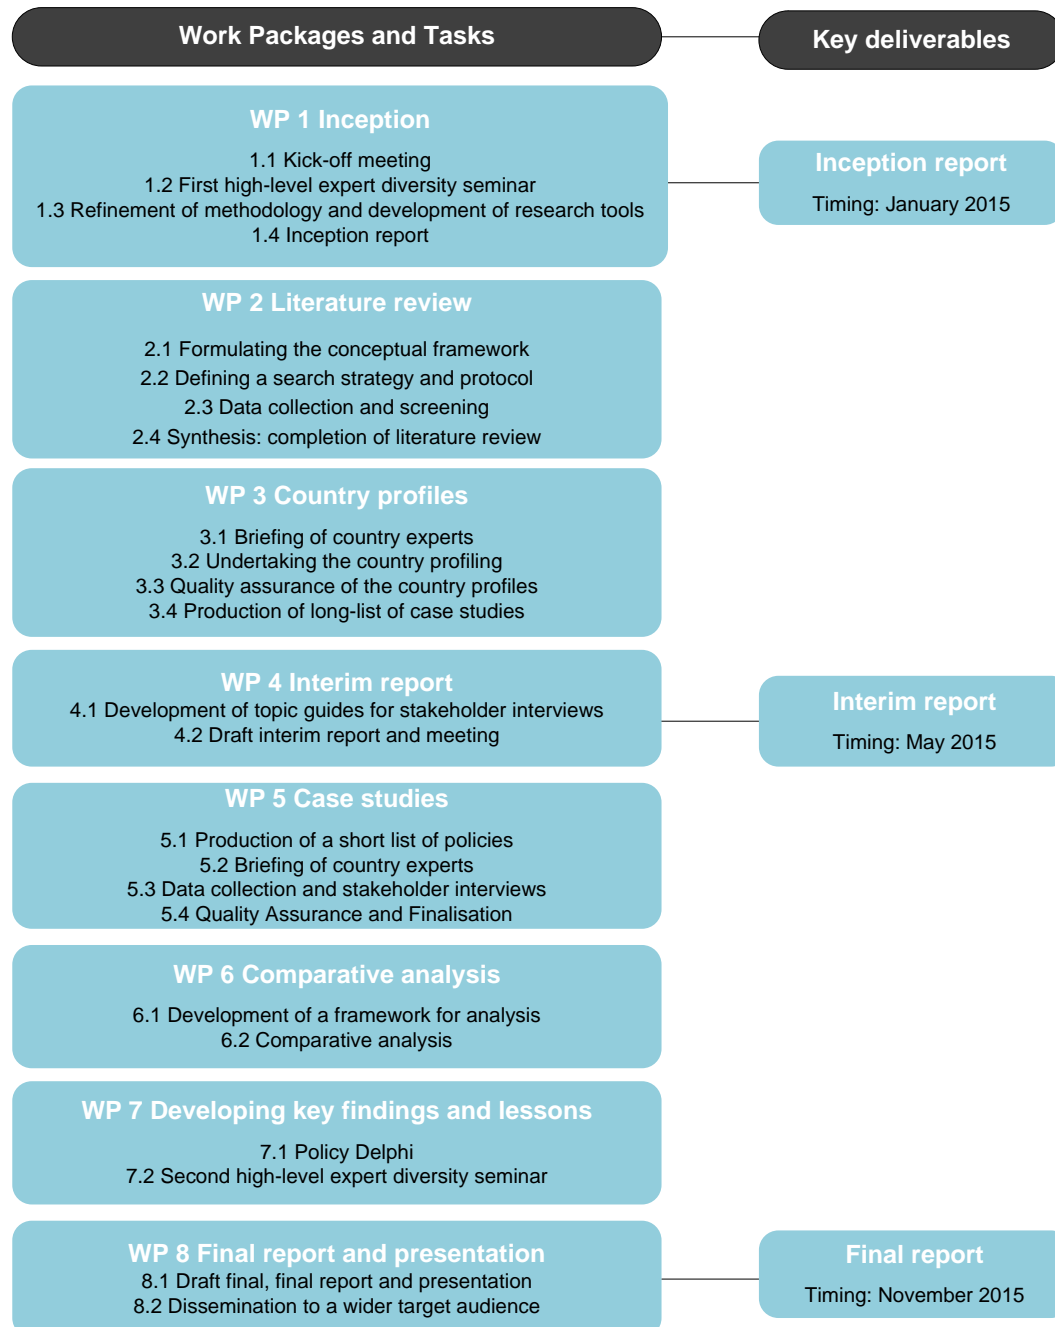 Work Packages and Tasks
Key deliverables
WP 1 Inception
1.1 Kick-off meeting
1.2 First high-level expert diversity seminar
1.3 Refinement of methodology and development of research tools
1.4 Inception report
Inception report
Timing: January 2015
WP 2 Literature review
2.1 Formulating the conceptual framework
2.2 Defining a search strategy and protocol
2.3 Data collection and screening
2.4 Synthesis: completion of literature review
WP 3 Country profiles
3.1 Briefing of country experts
3.2 Undertaking the country profiling
3.3 Quality assurance of the country profiles
3.4 Production of long-list of case studies
WP 4 Interim report
4.1 Development of topic guides for stakeholder interviews
4.2 Draft interim report and meeting
Interim report
Timing: May 2015
WP 5 Case studies
5.1 Production of a short list of policies
5.2 Briefing of country experts
5.3 Data collection and stakeholder interviews
5.4 Quality Assurance and Finalisation
WP 6 Comparative analysis
6.1 Development of a framework for analysis
6.2 Comparative analysis
WP 7 Developing key findings and lessons
7.1 Policy Delphi
7.2 Second high-level expert diversity seminar
WP 8 Final report and presentation
8.1 Draft final, final report and presentation
8.2 Dissemination to a wider target audience
Final report
Timing: November 2015